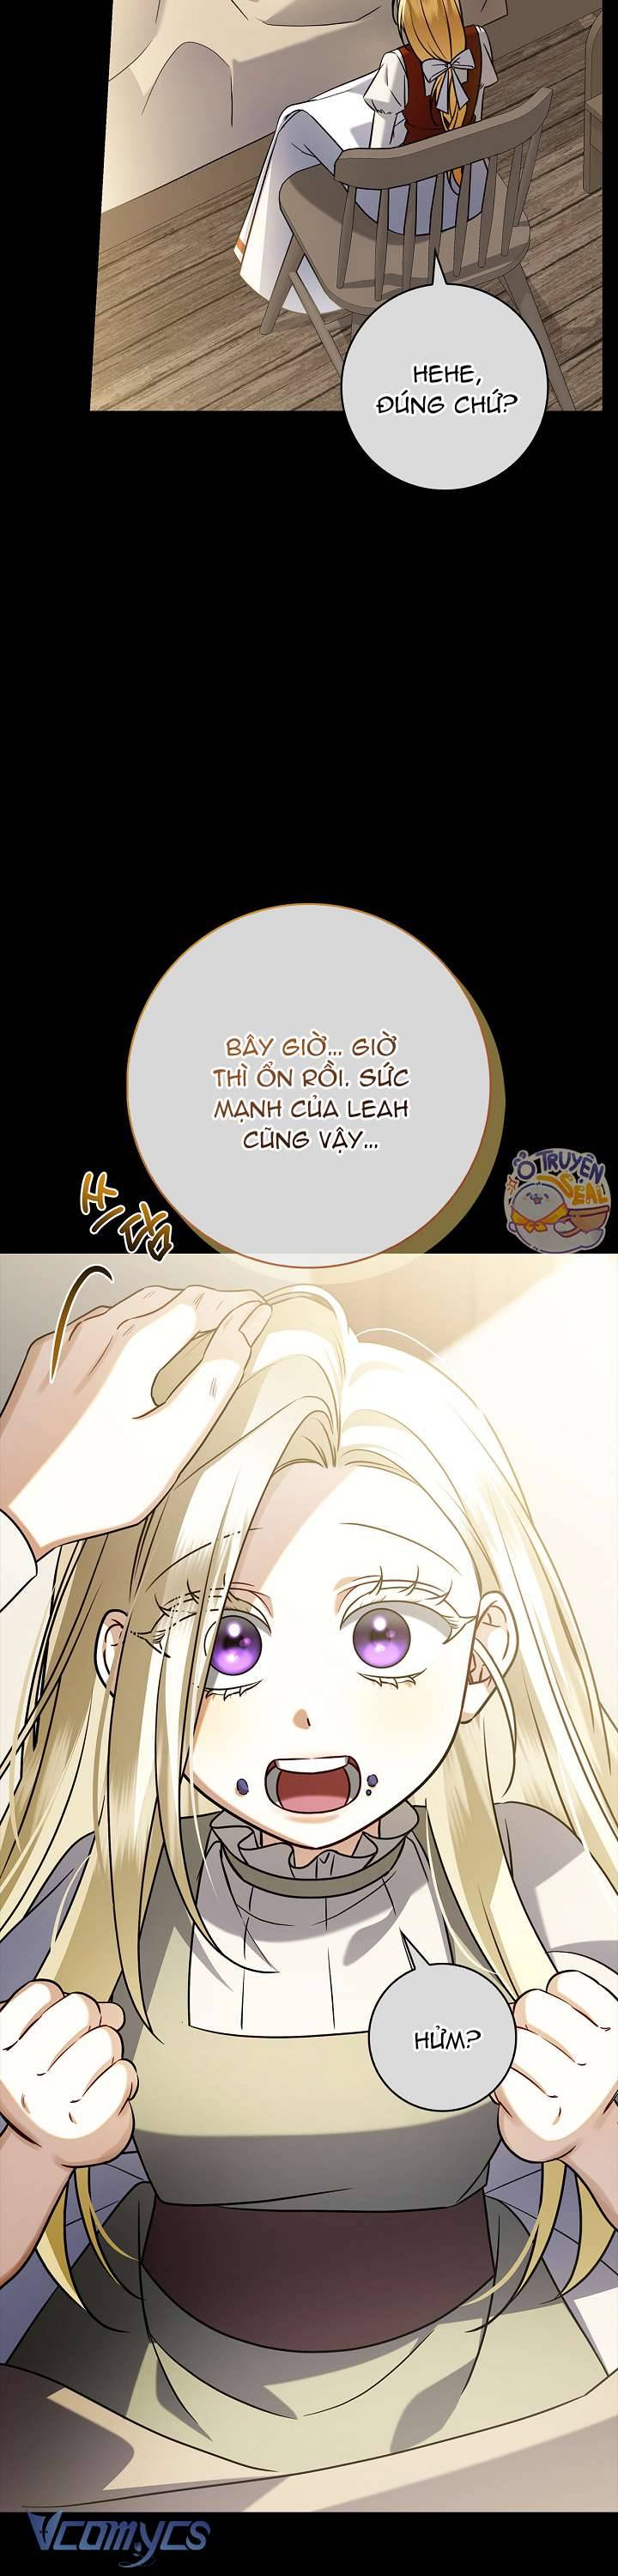 HEHE,
ĐÚNG CHỨ?
BÂY GIỜ... GIỜ
THÌ ỔN RỒI. SỨC
MẠNH CỦA LEAH
CŨNG VẬY...
Ổ TRUYỆN
SEAL
HỬM?
VCOMYCS